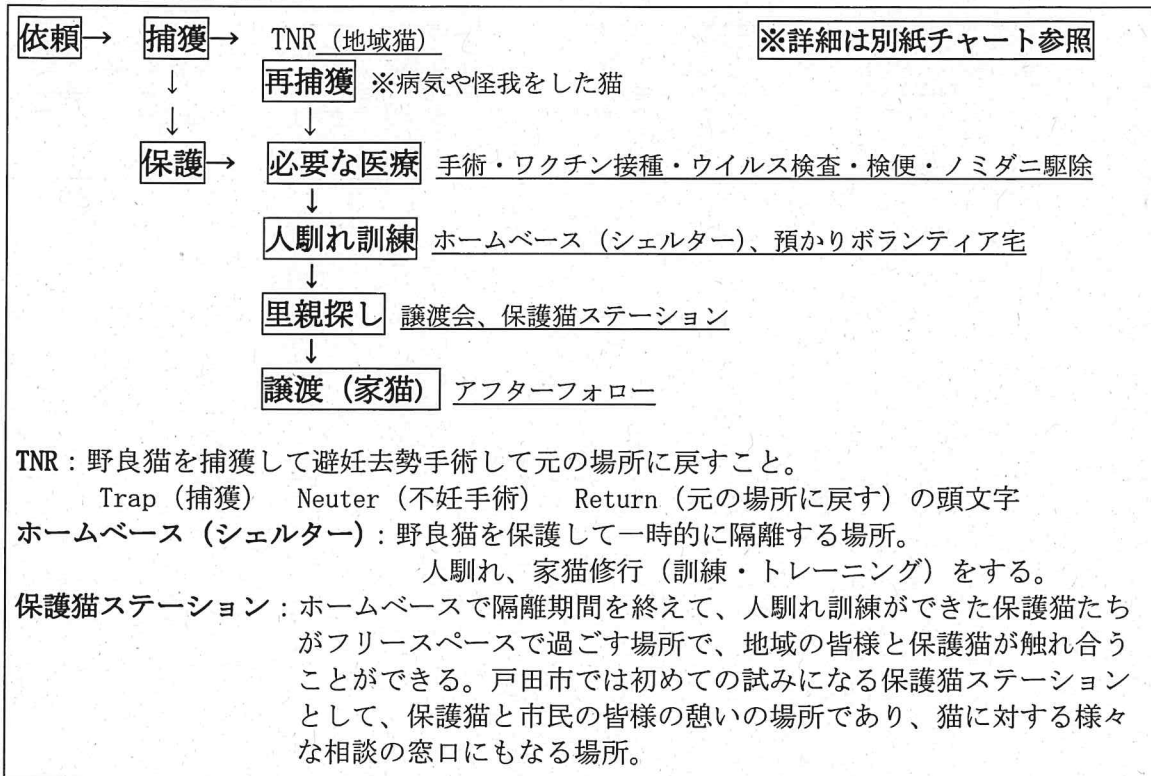 依頼→ 捕獲→ TNR（地域猫） ※詳細は別紙チャート参照
↓ 再捕獲 ※病気や怪我をした猫
↓ ↓
保護→ 必要な医療 手術・ワクチン接種・ウイルス検査・検便・ノミダニ駆除
↓
人馴れ訓練 ホームベース（シェルター）、預かりボランティア宅
↓
里親探し 譲渡会、保護猫ステーション
↓
譲渡（家猫） アフターフォロー
TNR：野良猫を捕獲して避妊去勢手術して元の場所に戻すこと。
Trap（捕獲） Neuter（不妊手術） Return（元の場所に戻す）の頭文字
ホームベース（シェルター）：野良猫を保護して一時的に隔離する場所。
人馴れ、家猫修行（訓練・トレーニング）をする。
保護猫ステーション：ホームベースで隔離期間を終えて、人馴れ訓練ができた保護猫たち
がフリースペースで過ごす場所で、地域の皆様と保護猫が触れ合う
ことができる。戸田市では初めての試みになる保護猫ステーション
として、保護猫と市民の皆様の憩いの場所であり、猫に対する様々
な相談の窓口にもなる場所。